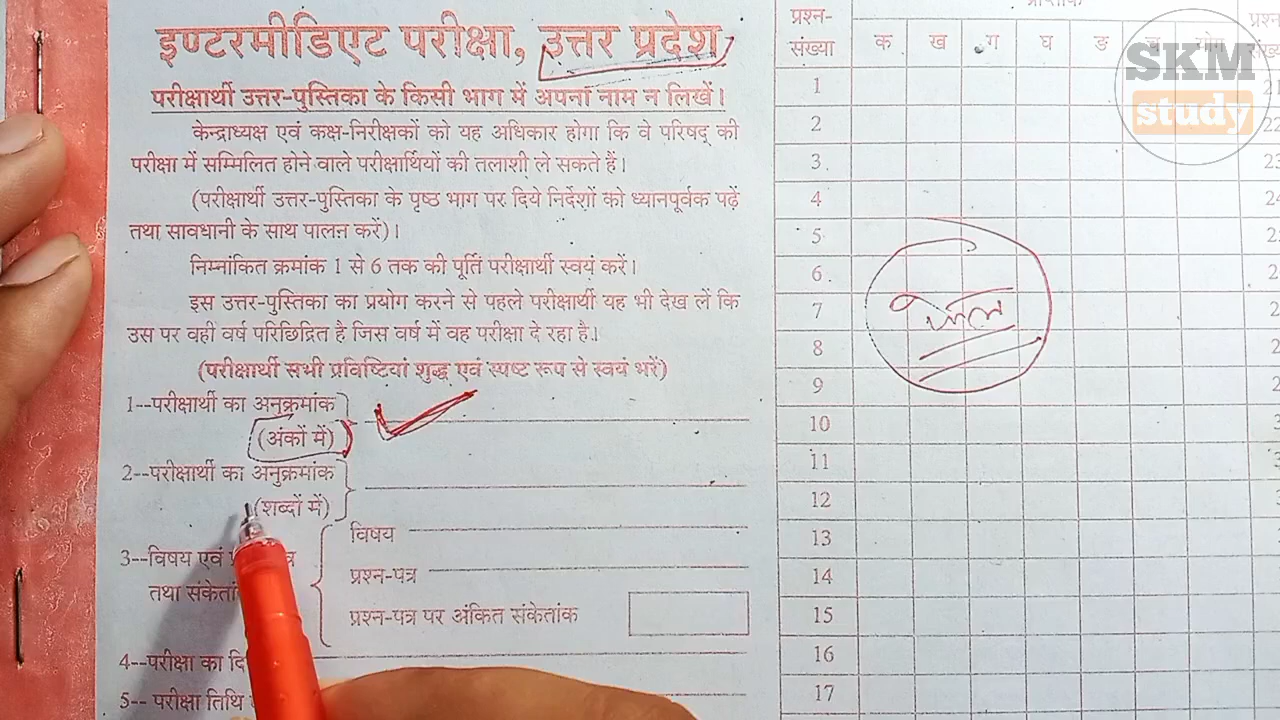 इण्टरमीडिएट परीक्षा, उत्तर प्रदेश
परीक्षार्थी उत्तर-पुस्तिका के किसी भाग में अपना नाम न लिखें।
केन्द्राध्यक्ष एवं कक्ष-निरीक्षकों को यह अधिकार होगा कि वे परिषद् की
परीक्षा में सम्मिलित होने वाले परीक्षार्थियों की तलाशी ले सकते हैं।
(परीक्षार्थी उत्तर-पुस्तिका के पृष्ठ भाग पर दिये निर्देशों को ध्यानपूर्वक पढ़ें
तथा सावधानी के साथ पालन करें)।
निम्नांकित क्रमांक 1 से 6 तक की पूर्ति परीक्षार्थी स्वयं करें।
इस उत्तर-पुस्तिका का प्रयोग करने से पहले परीक्षार्थी यह भी देख लें कि
उस पर वही वर्ष परिछिद्रित है जिस वर्ष में वह परीक्षा दे रहा है।
(परीक्षार्थी सभी प्रविष्टियां शुद्ध एवं स्पष्ट रूप से स्वयं भरें)
1--परीक्षार्थी का अनुक्रमांक
(अंकों में)
2--परीक्षार्थी का अनुक्रमांक
(शब्दों में)
3--विषय एवं
तथा
विषय
प्रश्न-पत्र
प्रश्न-पत्र पर अंकित संकेतांक
4--परीक्षा का
5-- परीक्षा तिथि
प्रश्न-
संख्या
क ख ग घ ङ च योग
1
2
3
4
5
6
7
8
9
10
11
12
13
14
15
16
17
SKM
study